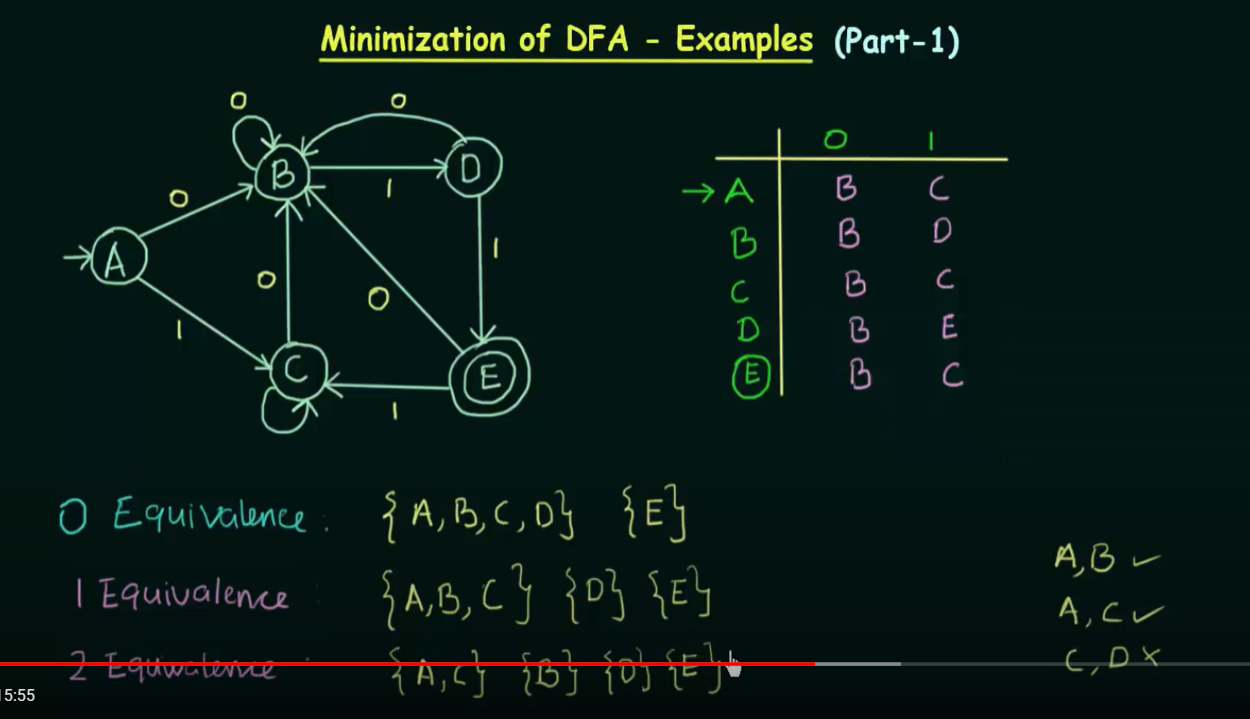 Minimization of DFA - Examples (Part-1)
0
0
B
D
1
0
A
1
0
0
1
C
E
1
0 1
→ A B C
B B D
C B C
D B E
E B C
0 Equivalence : {A, B, C, D} {E}
1 Equivalence : {A, B, C} {D} {E}
2 Equivalence : {A, C} {B} {D} {E}
A, B ✓
A, C ✓
C, D ×
5:55